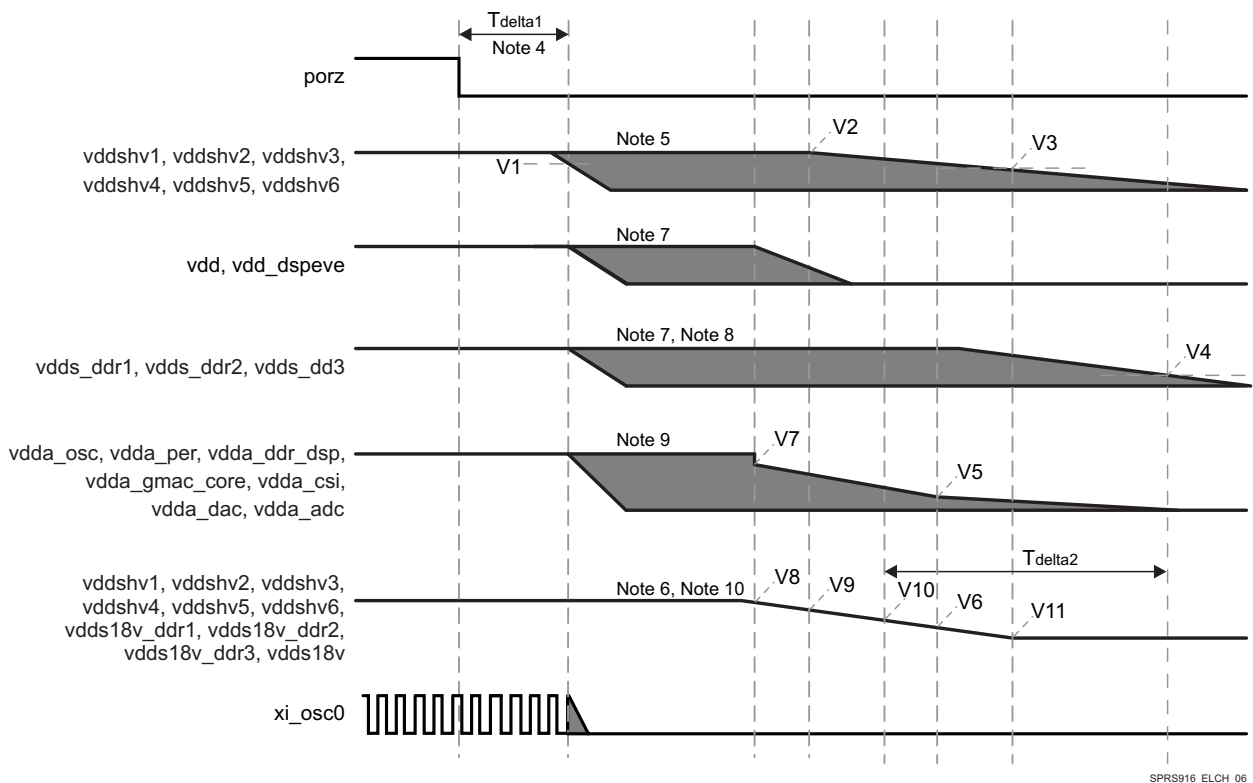 Tdelta1
Note 4
porz
V2
Note 5
V3
vddshv1, vddshv2, vddshv3,
V1
vddshv4, vddshv5, vddshv6
Note 7
vdd, vdd_dspeve
Note 7, Note 8
V4
vdds_ddr1, vdds_ddr2, vdds_dd3
Note 9
V7
vdda_osc, vdda_per, vdda_ddr_dsp,
vdda_gmac_core, vdda_csi,
V5
vdda_dac, vdda_adc
Tdelta2
vddshv1, vddshv2, vddshv3,
Note 6, Note 10
V8
V9
V10
V6
V11
vddshv4, vddshv5, vddshv6,
vdds18v_ddr1, vdds18v_ddr2,
vdds18v_ddr3, vdds18v
xi_osc0
SPRS916_ELCH_06